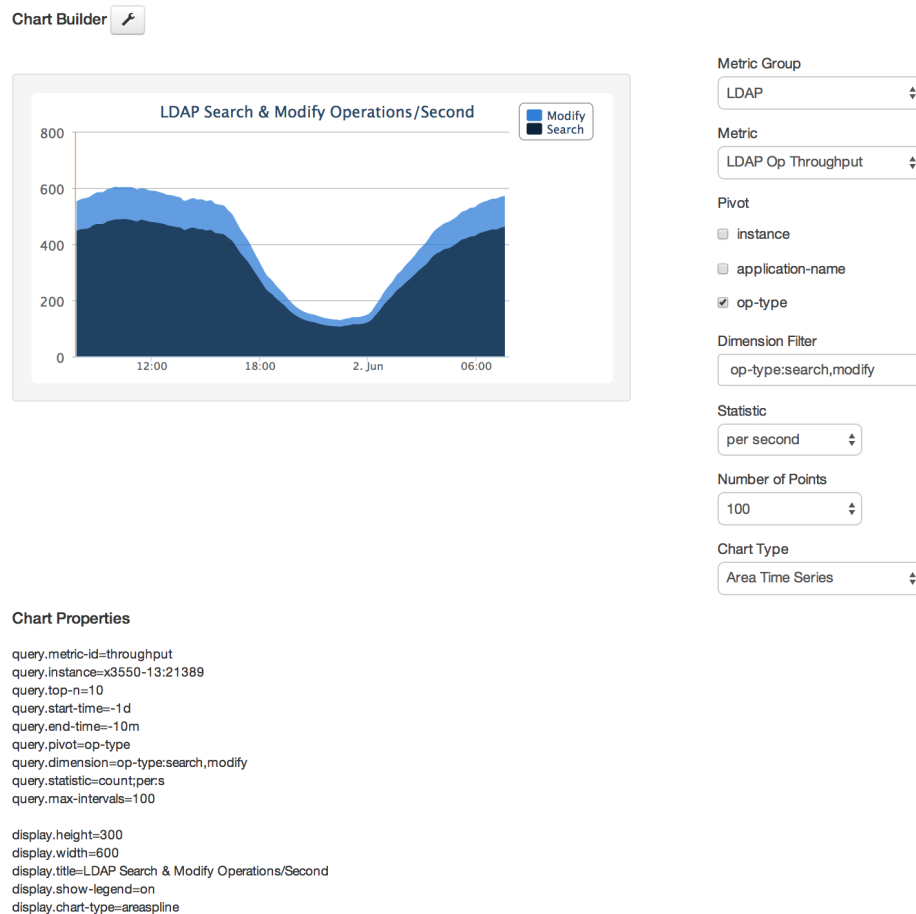 Chart Builder
LDAP Search & Modify Operations/Second
Modify
Search
800
600
400
200
0
12:00
18:00
2. Jun
06:00
Metric Group
LDAP
Metric
LDAP Op Throughput
Pivot
instance
application-name
op-type
Dimension Filter
op-type:search,modify
Statistic
per second
Number of Points
100
Chart Type
Area Time Series
Chart Properties
query.metric-id=throughput
query.instance=x3550-13:21389
query.top-n=10
query.start-time=-1d
query.end-time=-10m
query.pivot=op-type
query.dimension=op-type:search,modify
query.statistic=count;per:s
query.max-intervals=100
display.height=300
display.width=600
display.title=LDAP Search & Modify Operations/Second
display.show-legend=on
display.chart-type=areaspline